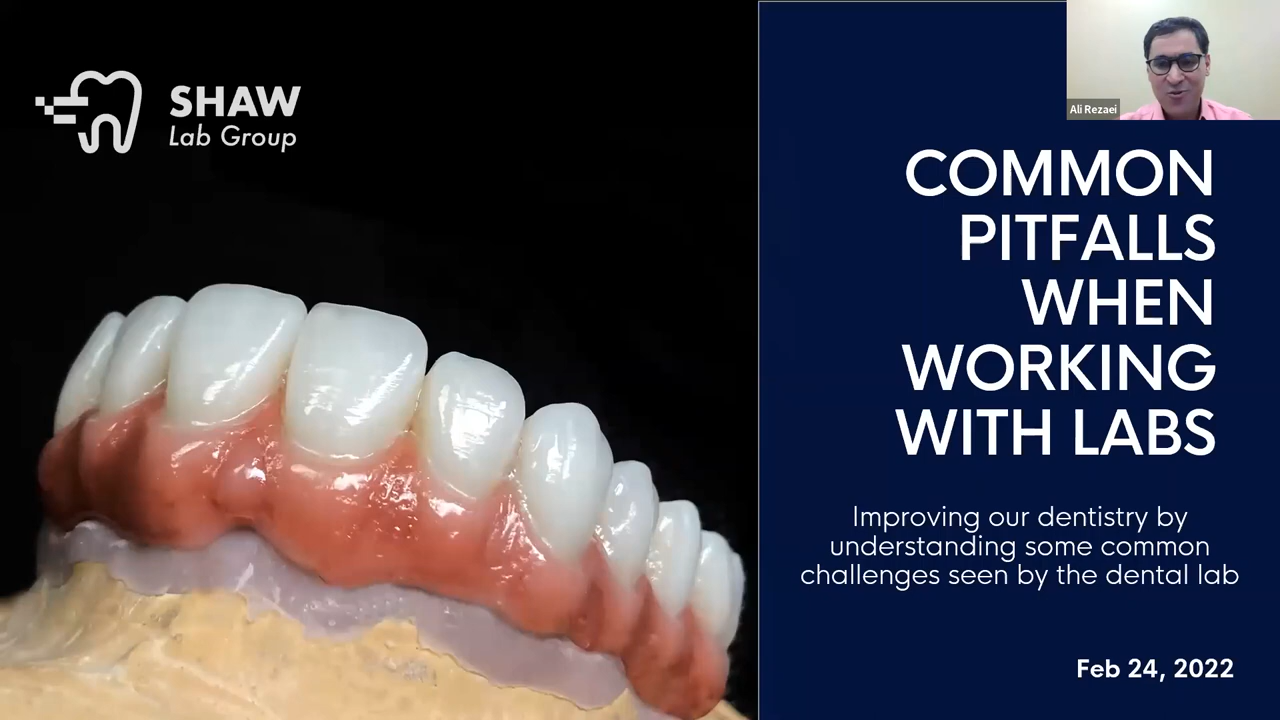 SHAW
Lab Group
Ali Rezaei
COMMON
PITFALLS
WHEN
WORKING
WITH LABS
Improving our dentistry by
understanding some common
challenges seen by the dental lab
Feb 24, 2022